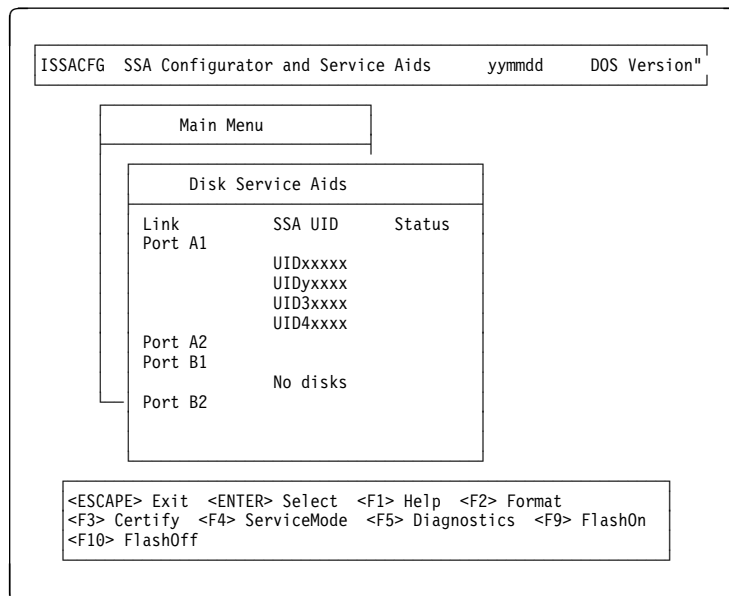 ISSACFG SSA Configurator and Service Aids yymmdd DOS Version"
Main Menu
Disk Service Aids
Link SSA UID Status
Port A1
UIDxxxxx
UIDyxxxx
UID3xxxx
UID4xxxx
Port A2
Port B1
No disks
Port B2
<ESCAPE> Exit <ENTER> Select <F1> Help <F2> Format
<F3> Certify <F4> ServiceMode <F5> Diagnostics <F9> FlashOn
<F10> FlashOff